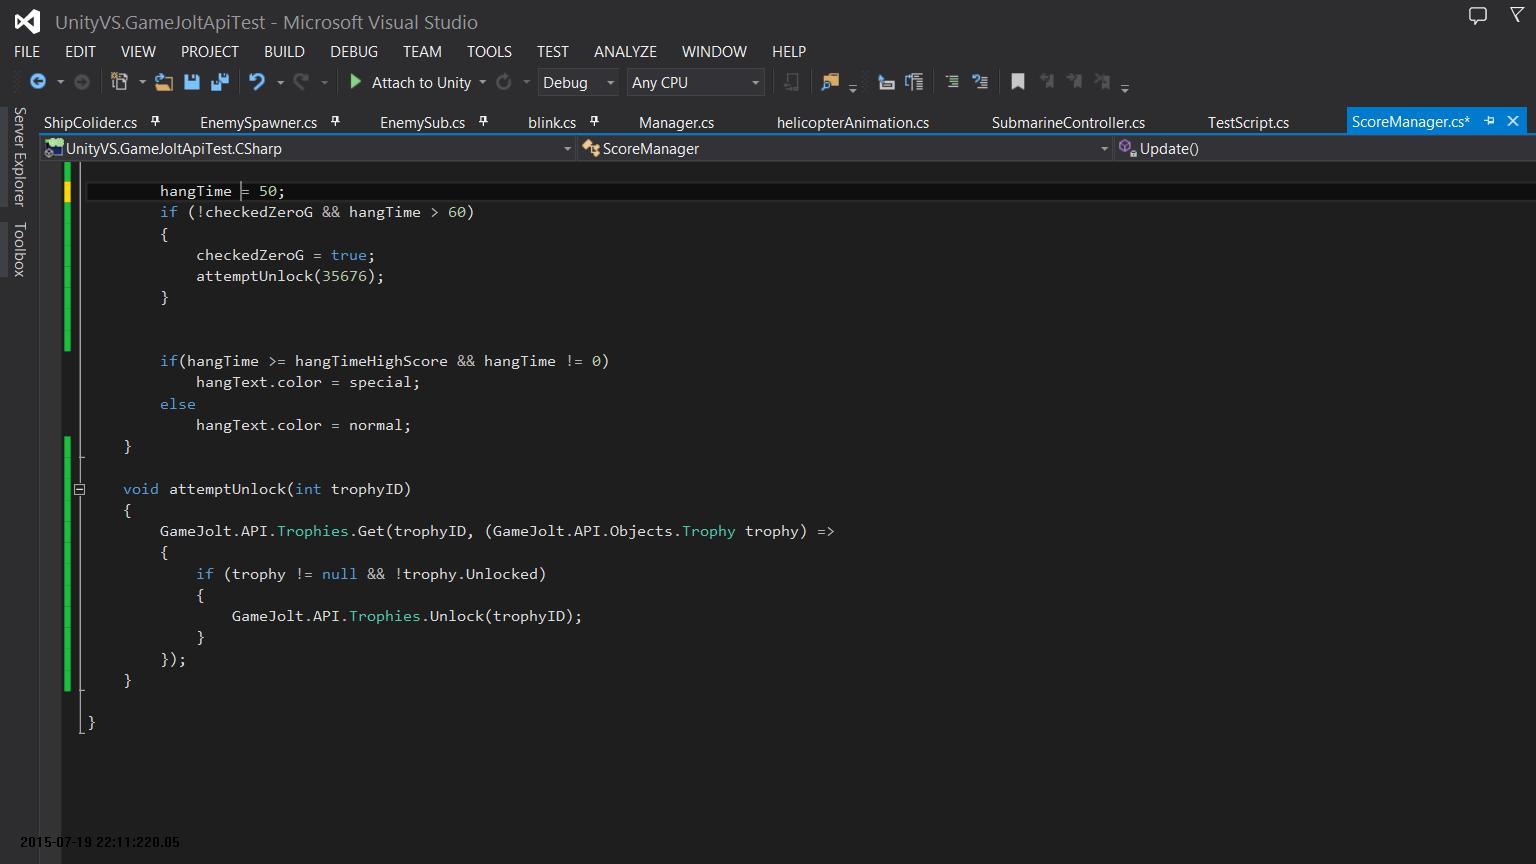 UnityVS.GameJoltApiTest - Microsoft Visual Studio
FILE EDIT VIEW PROJECT BUILD DEBUG TEAM TOOLS TEST ANALYZE WINDOW HELP
Attach to Unity Debug Any CPU
Server Explorer
Toolbox
ShipColider.cs EnemySpawner.cs EnemySub.cs blink.cs Manager.cs helicopterAnimation.cs SubmarineController.cs TestScript.cs ScoreManager.cs*
UnityVS.GameJoltApiTest.CSharp ScoreManager Update()
hangTime = 50;
if (!checkedZeroG && hangTime > 60)
{
checkedZeroG = true;
attemptUnlock(35676);
}
if(hangTime >= hangTimeHighScore && hangTime != 0)
hangText.color = special;
else
hangText.color = normal;
}
void attemptUnlock(int trophyID)
{
GameJolt.API.Trophies.Get(trophyID, (GameJolt.API.Objects.Trophy trophy) =>
{
if (trophy != null && !trophy.Unlocked)
{
GameJolt.API.Trophies.Unlock(trophyID);
}
});
}
}
2015-07-19 22:11:220.05